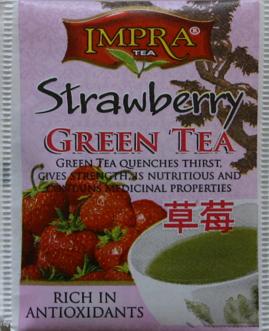 IMPRA®
TEA
Strawberry
GREEN TEA
GREEN TEA QUENCHES THIRST,
GIVES STRENGTH, IS NUTRITIOUS AND
CONTAINS MEDICINAL PROPERTIES
草莓
RICH IN
ANTIOXIDANTS